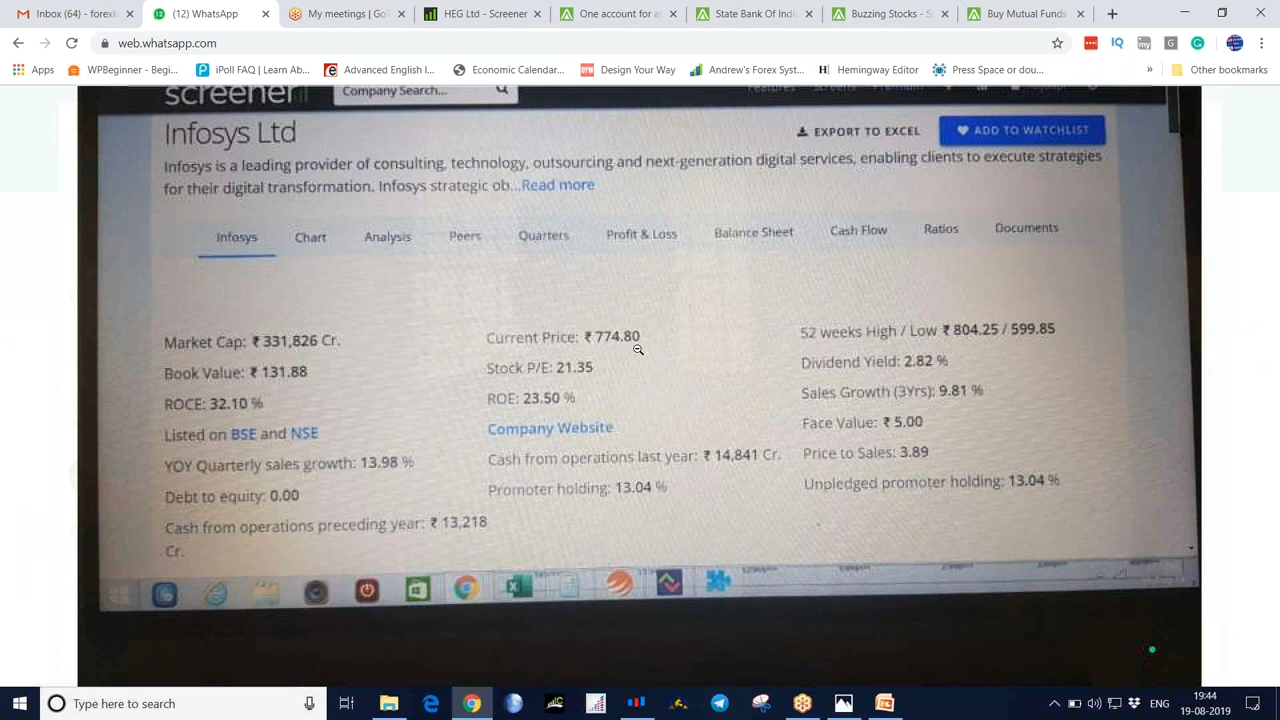 Inbox (64) - forexk
(12) WhatsApp
My meetings | GoT
HEG Ltd - Screener
One account for al
State Bank Of Indi
Buzzing Stocks - S
Buy Mutual Funds
web.whatsapp.com
Apps
WPBeginner - Begi...
iPoll FAQ | Learn Ab...
Advanced English I...
Economic Calendar...
Design Your Way
Andrew's Forex Syst...
Hemingway Editor
Press Space or dou...
»
Other bookmarks
screener
Company Search...
Features
Screens
Premium
Infosys Ltd
EXPORT TO EXCEL
ADD TO WATCHLIST
Infosys is a leading provider of consulting, technology, outsourcing and next-generation digital services, enabling clients to execute strategies
for their digital transformation. Infosys strategic ob...Read more
Infosys
Chart
Analysis
Peers
Quarters
Profit & Loss
Balance Sheet
Cash Flow
Ratios
Documents
Market Cap: ₹ 331,826 Cr.
Current Price: ₹ 774.80
52 weeks High / Low ₹ 804.25 / 599.85
Book Value: ₹ 131.88
Stock P/E: 21.35
Dividend Yield: 2.82 %
ROCE: 32.10 %
ROE: 23.50 %
Sales Growth (3Yrs): 9.81 %
Listed on BSE and NSE
Company Website
Face Value: ₹ 5.00
YOY Quarterly sales growth: 13.98 %
Cash from operations last year: ₹ 14,841 Cr.
Price to Sales: 3.89
Debt to equity: 0.00
Promoter holding: 13.04 %
Unpledged promoter holding: 13.04 %
Cash from operations preceding year: ₹ 13,218
Cr.
Type here to search
ENG
19:44
19-08-2019